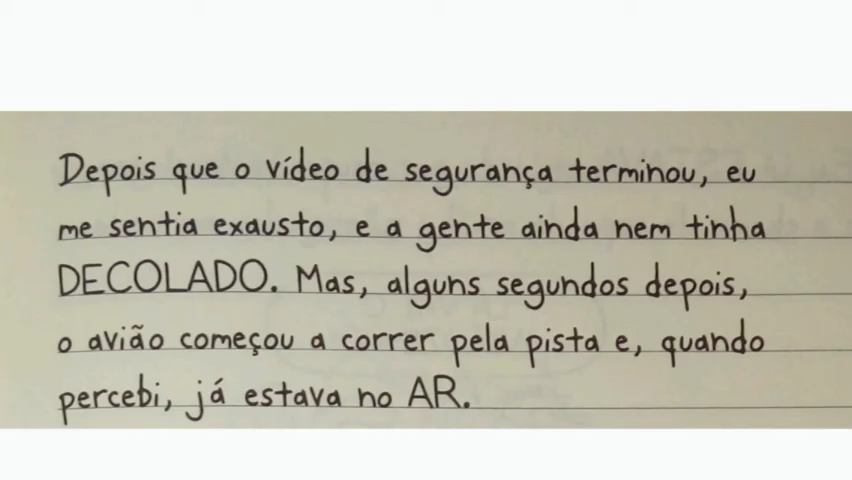 Depois que o vídeo de segurança terminou, eu
me sentia exausto, e a gente ainda nem tinha
DECOLADO. Mas, alguns segundos depois,
o avião começou a correr pela pista e, quando
percebi, já estava no AR.